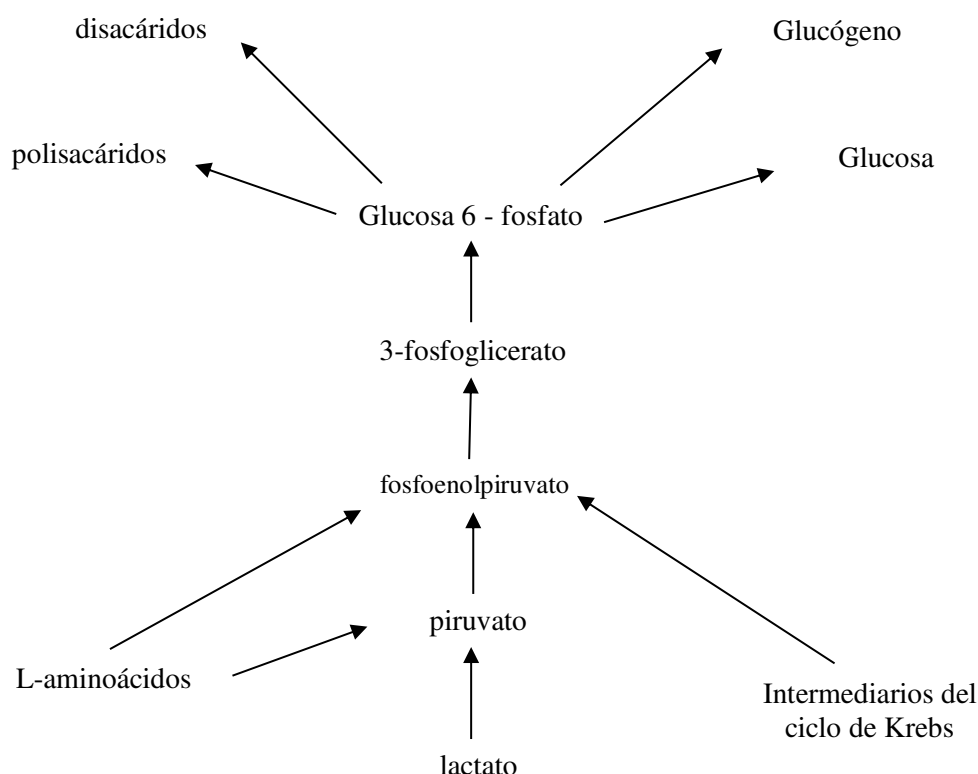 disacáridos
Glucógeno
polisacáridos
Glucosa
Glucosa 6 - fosfato
3-fosfoglicerato
fosfoenolpiruvato
piruvato
L-aminoácidos
Intermediarios del
ciclo de Krebs
lactato